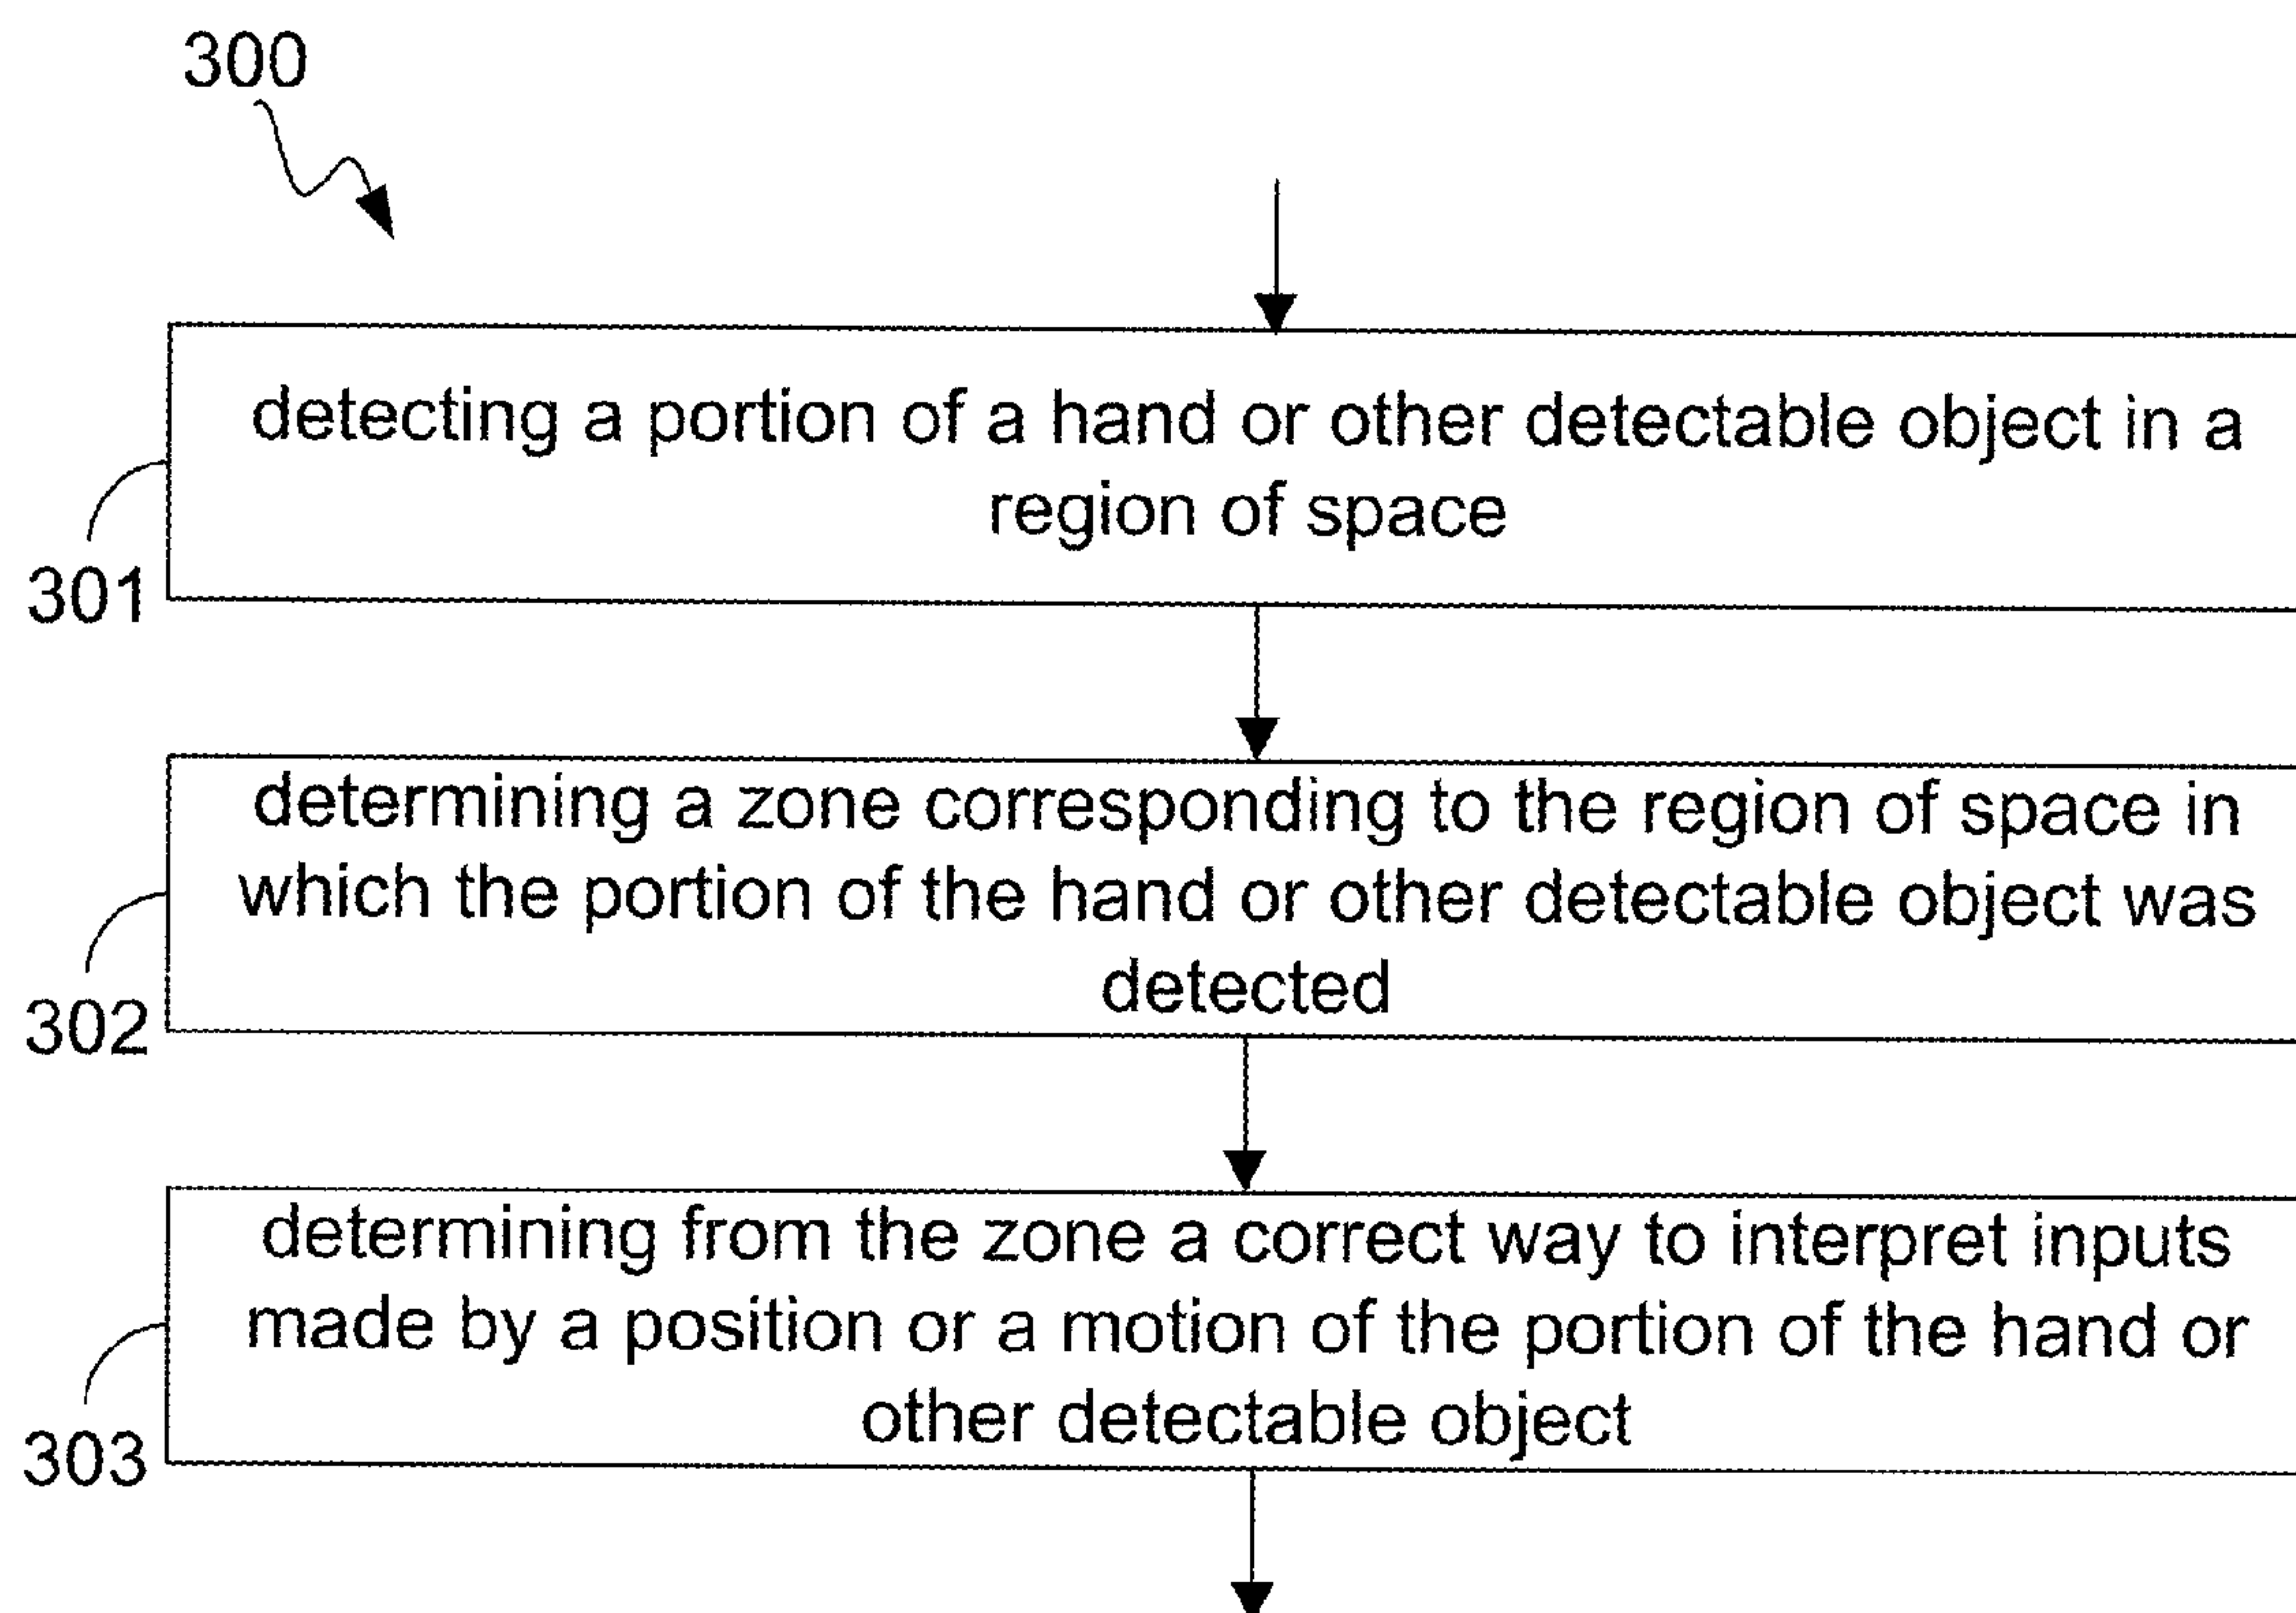 300
detecting a portion of a hand or other detectable object in a
region of space
301
determining a zone corresponding to the region of space in
which the portion of the hand or other detectable object was
detected
302
determining from the zone a correct way to interpret inputs
made by a position or a motion of the portion of the hand or
other detectable object
303